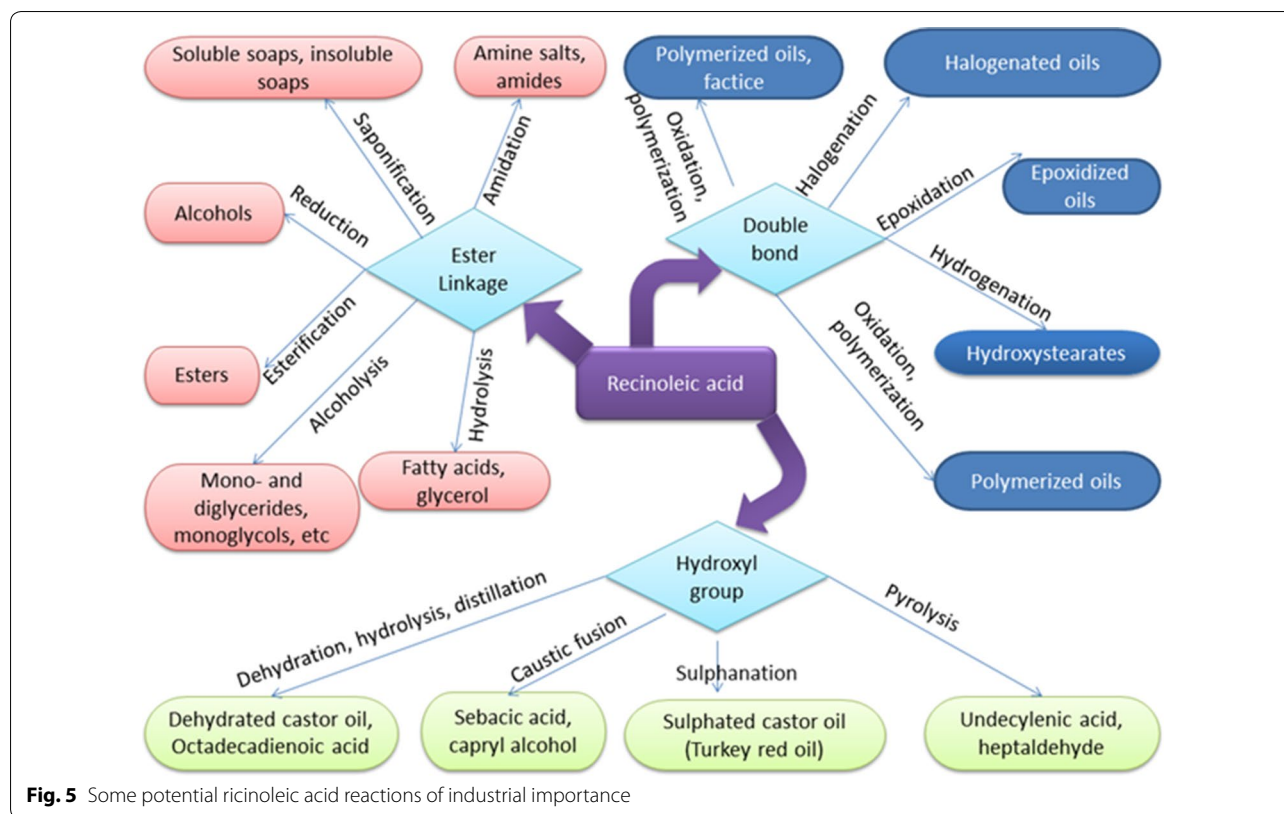 Soluble soaps, insoluble
soaps
Amine salts,
amides
Polymerized oils,
factice
Halogenated oils
Saponification
Amidation
Oxidation,
polymerization
Halogenation
Epoxidation
Epoxidized
oils
Alcohols
Reduction
Ester
Linkage
Double
bond
Hydrogenation
Hydroxystearates
Esters
Esterification
Alcoholysis
Hydrolysis
Recinoleic acid
Oxidation,
polymerization
Mono- and
diglycerides,
monoglycols, etc
Fatty acids,
glycerol
Polymerized oils
Hydroxyl
group
Dehydration, hydrolysis, distillation
Caustic fusion
Sulphanation
Pyrolysis
Dehydrated castor oil,
Octadecadienoic acid
Sebacic acid,
capryl alcohol
Sulphated castor oil
(Turkey red oil)
Undecylenic acid,
heptaldehyde
Fig. 5 Some potential ricinoleic acid reactions of industrial importance